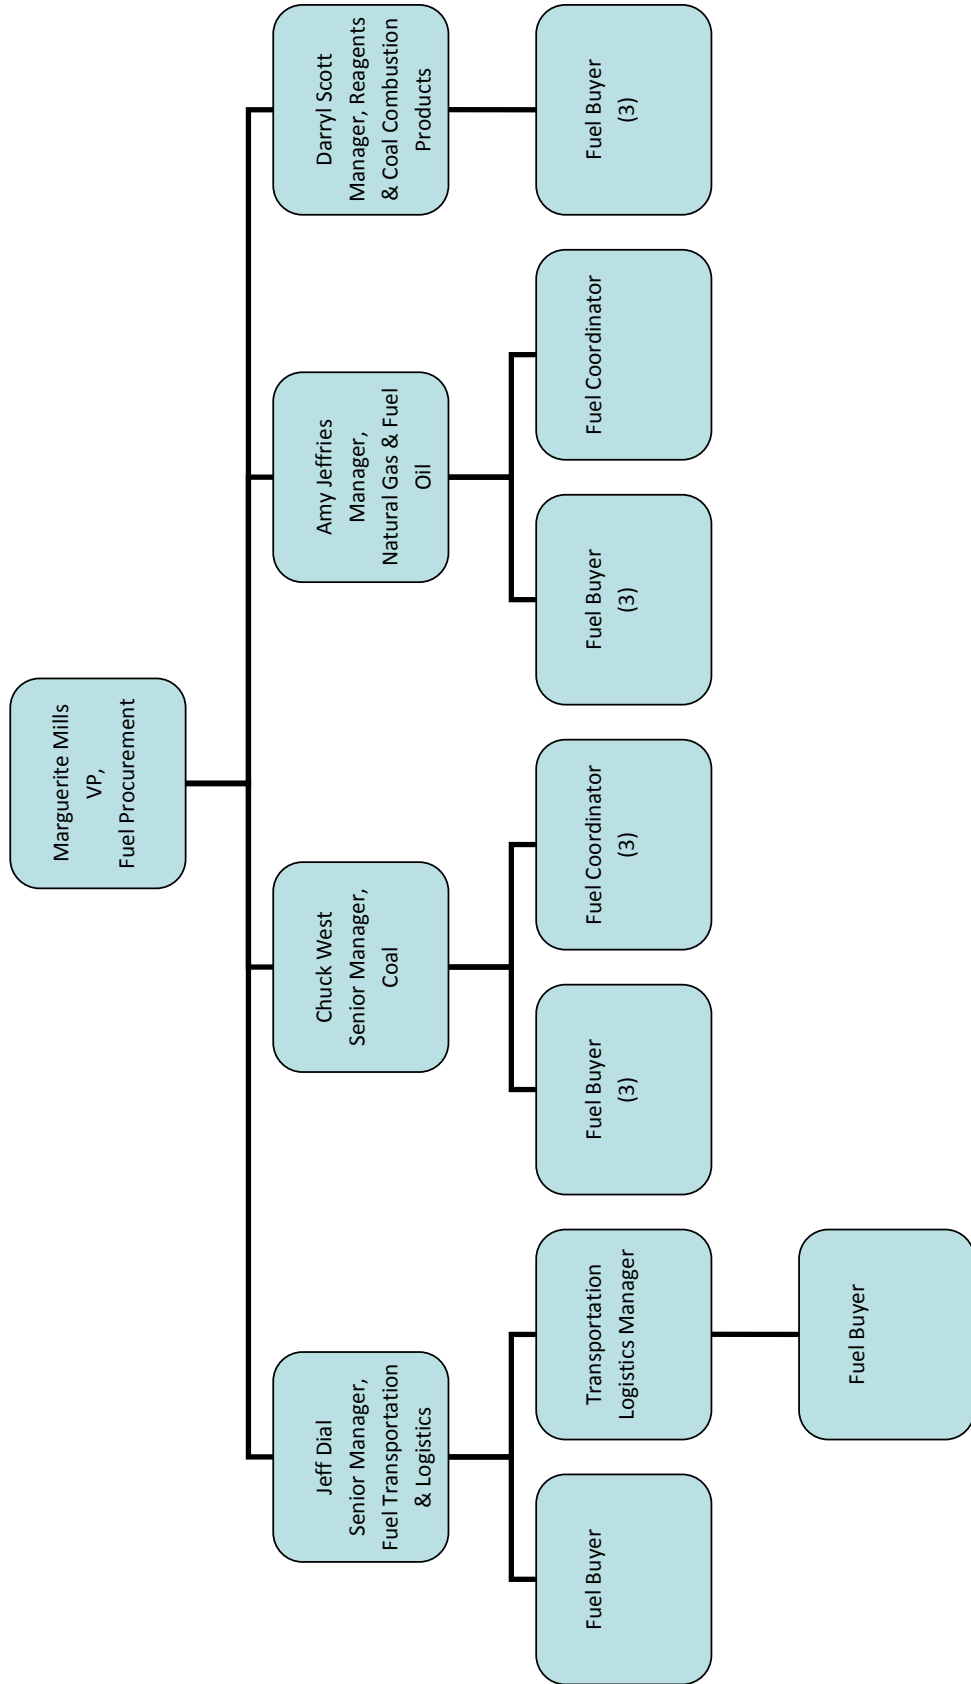 Marguerite Mills
VP,
Fuel Procurement
Jeff Dial
Senior Manager,
Fuel Transportation
& Logistics
Chuck West
Senior Manager,
Coal
Amy Jeffries
Manager,
Natural Gas & Fuel
Oil
Darryl Scott
Manager, Reagents
& Coal Combustion
Products
Fuel Buyer
Transportation
Logistics Manager
Fuel Buyer
(3)
Fuel Coordinator
(3)
Fuel Buyer
(3)
Fuel Coordinator
Fuel Buyer
(3)
Fuel Buyer